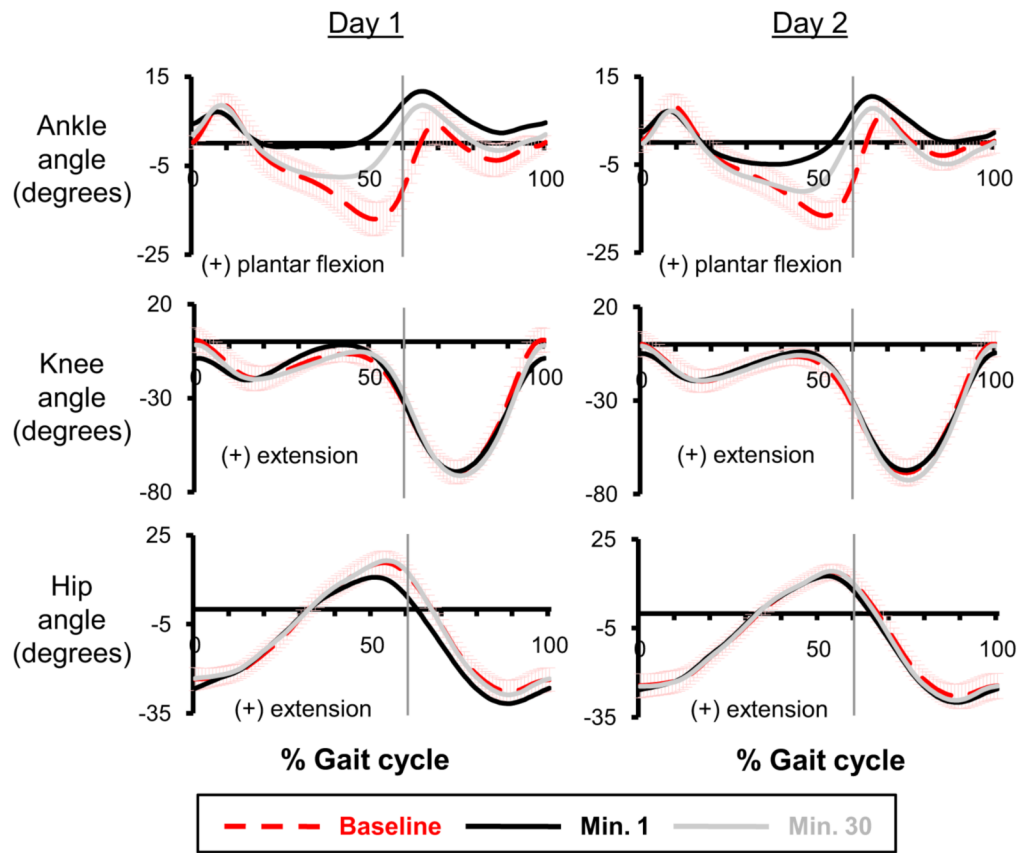 Day 1
Day 2
Ankle
angle
(degrees)
15
-5
-25
0
50
100
(+) plantar flexion
15
-5
-25
0
50
100
(+) plantar flexion
Knee
angle
(degrees)
20
-30
-80
0
50
100
(+) extension
20
-30
-80
0
50
100
(+) extension
Hip
angle
(degrees)
25
-5
-35
0
50
100
(+) extension
25
-5
-35
0
50
100
(+) extension
% Gait cycle
% Gait cycle
Baseline Min. 1 Min. 30